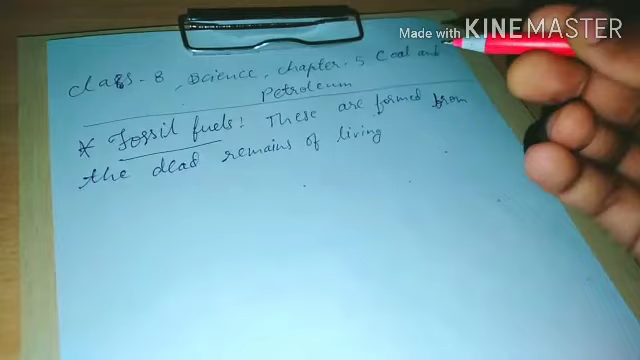 Made with KINEMASTER
Class - 8, Science, Chapter - 5 Coal and
Petroleum
* Fossil fuels: These are formed from
the dead remains of living